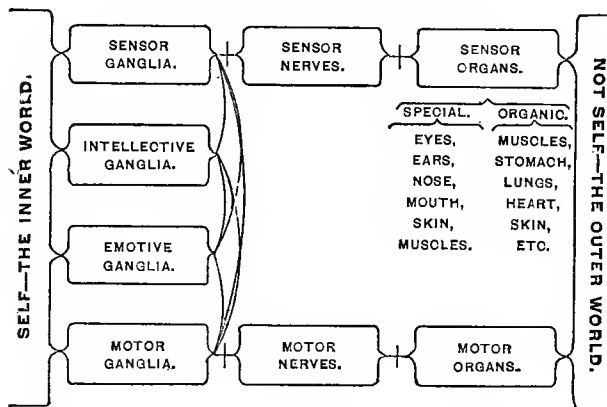 SELF—THE INNER WORLD.
SENSOR
GANGLIA.
SENSOR
NERVES.
SENSOR
ORGANS.
SPECIAL. ORGANIC.
EYES, MUSCLES,
EARS, STOMACH,
NOSE, LUNGS,
MOUTH, HEART,
SKIN, SKIN,
MUSCLES. ETC.
INTELLECTIVE
GANGLIA.
EMOTIVE
GANGLIA.
MOTOR
GANGLIA.
MOTOR
NERVES.
MOTOR
ORGANS.
NOT SELF—THE OUTER WORLD.